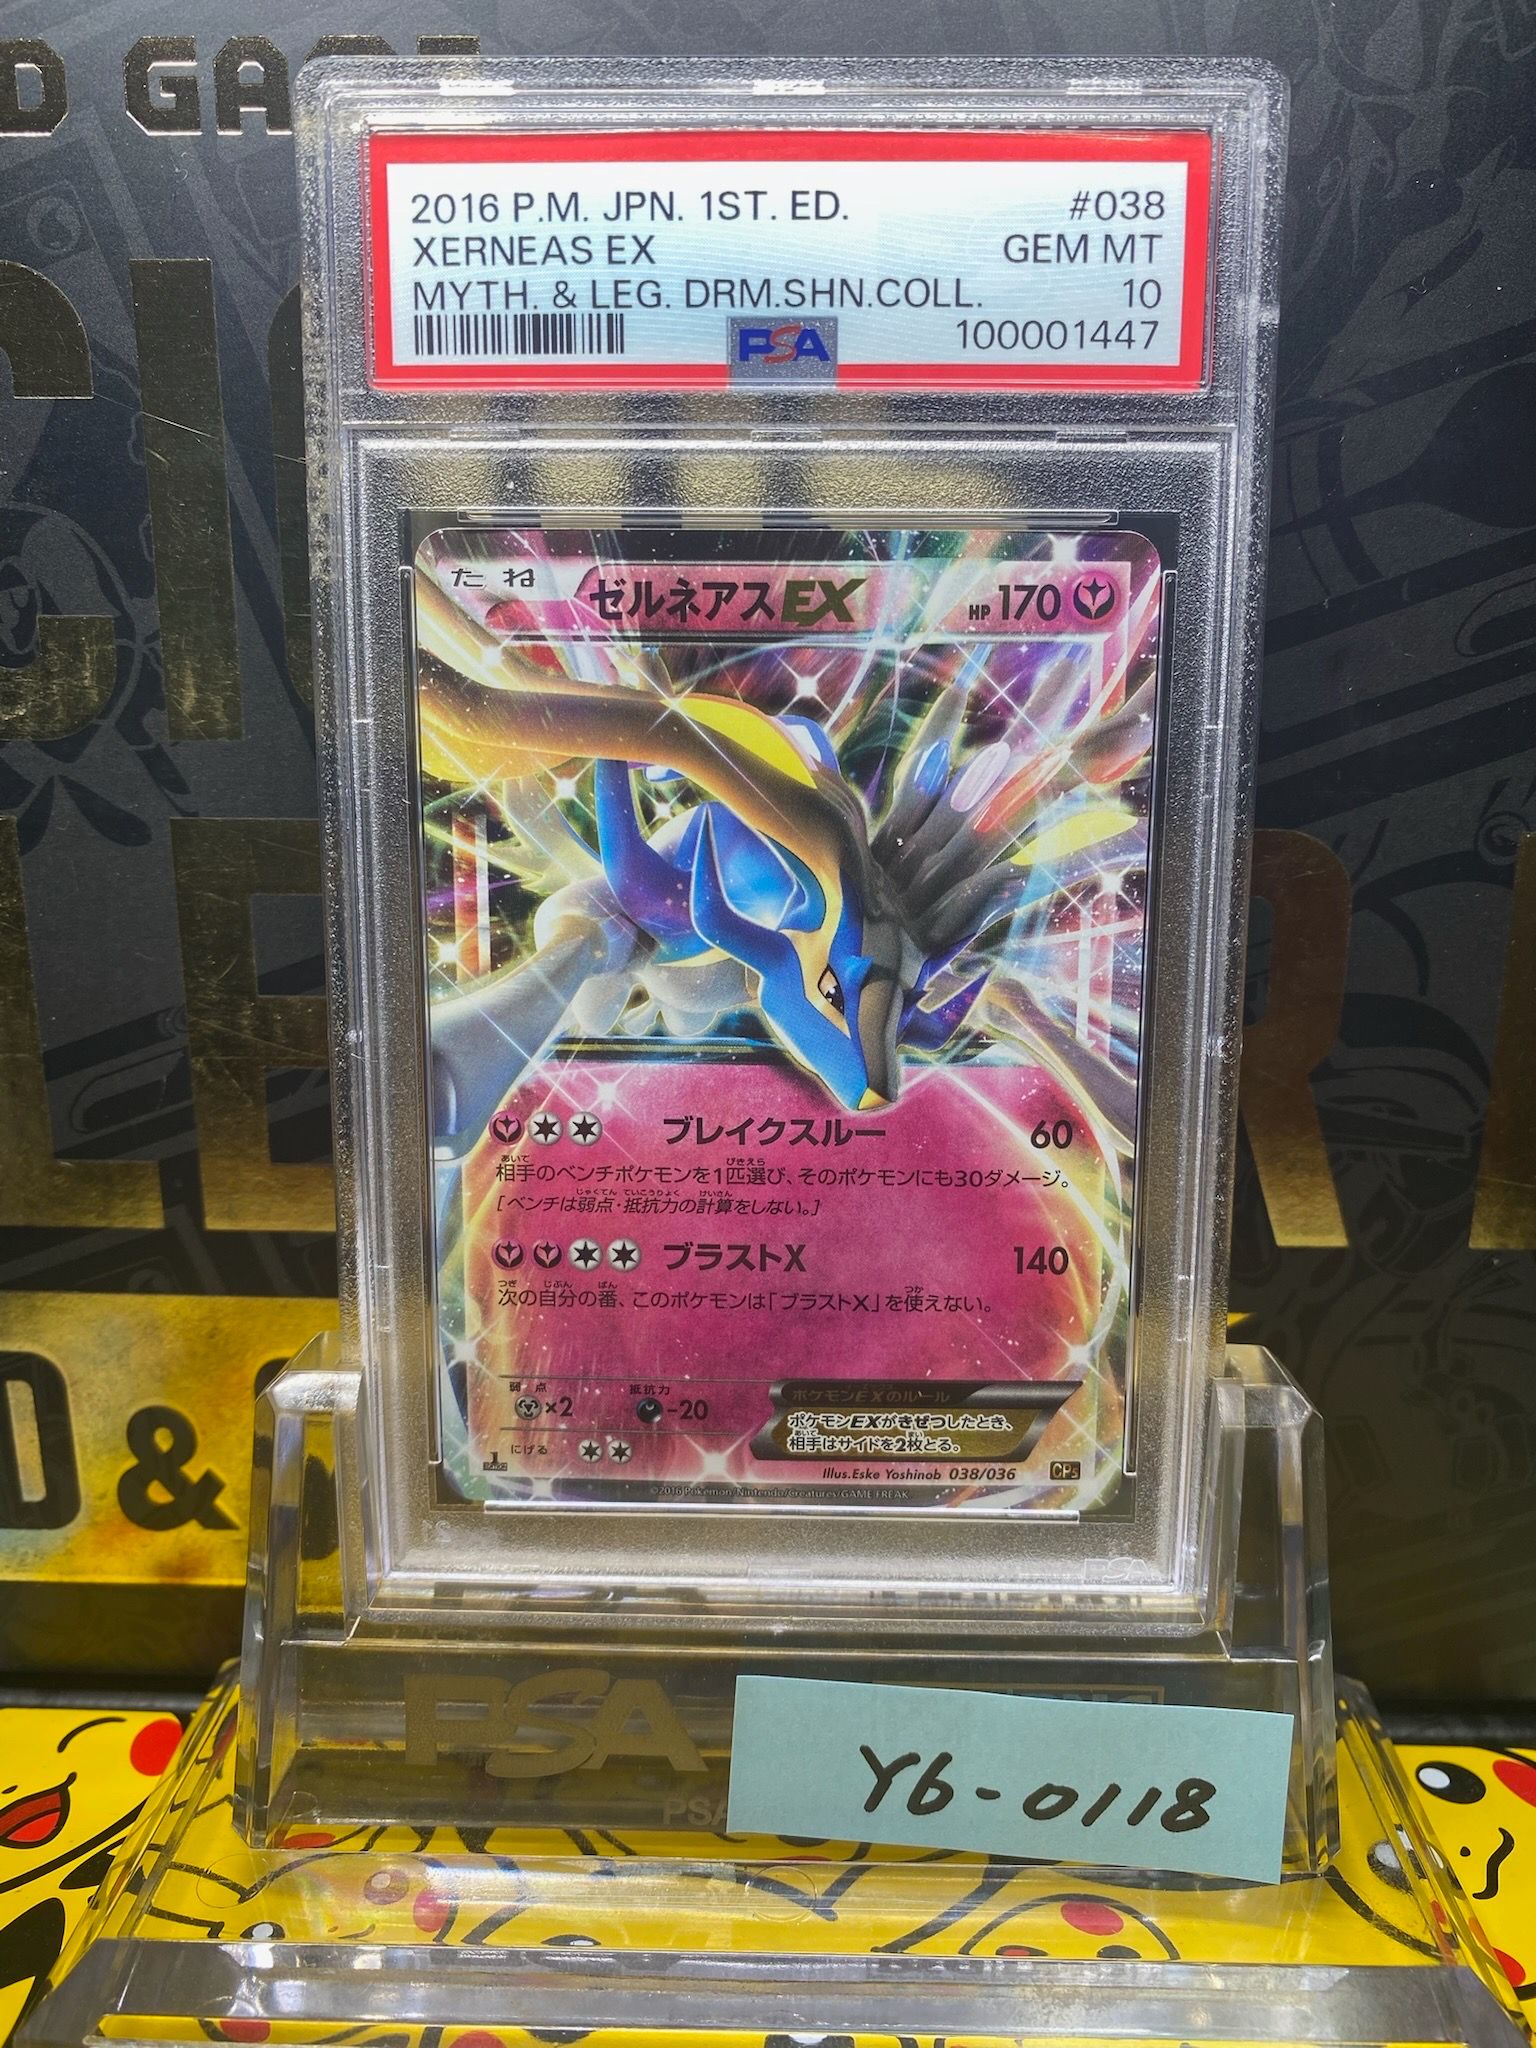 2016 P.M. JPN. 1ST. ED. #038
XERNEAS EX GEM MT
MYTH. & LEG. DRM.SHN.COLL. 10
PSA 100001447
たね ゼルネアスEX HP 170
ブレイクスルー 60
相手のベンチポケモンを1匹選び、そのポケモンにも30ダメージ。
[ベンチは弱点・抵抗力の計算をしない。]
ブラストX 140
次の自分の番、このポケモンは「ブラストX」を使えない。
弱点 ×2 抵抗力 -20
にげる
ポケモンEXのルール
ポケモンEXがきぜつしたとき、
相手はサイドを2枚とる。
Illus.Eske Yoshinob 038/036 CP5
©2016 Pokémon/Nintendo/Creatures/GAME FREAK.
PSA
PSA
Y6-0118